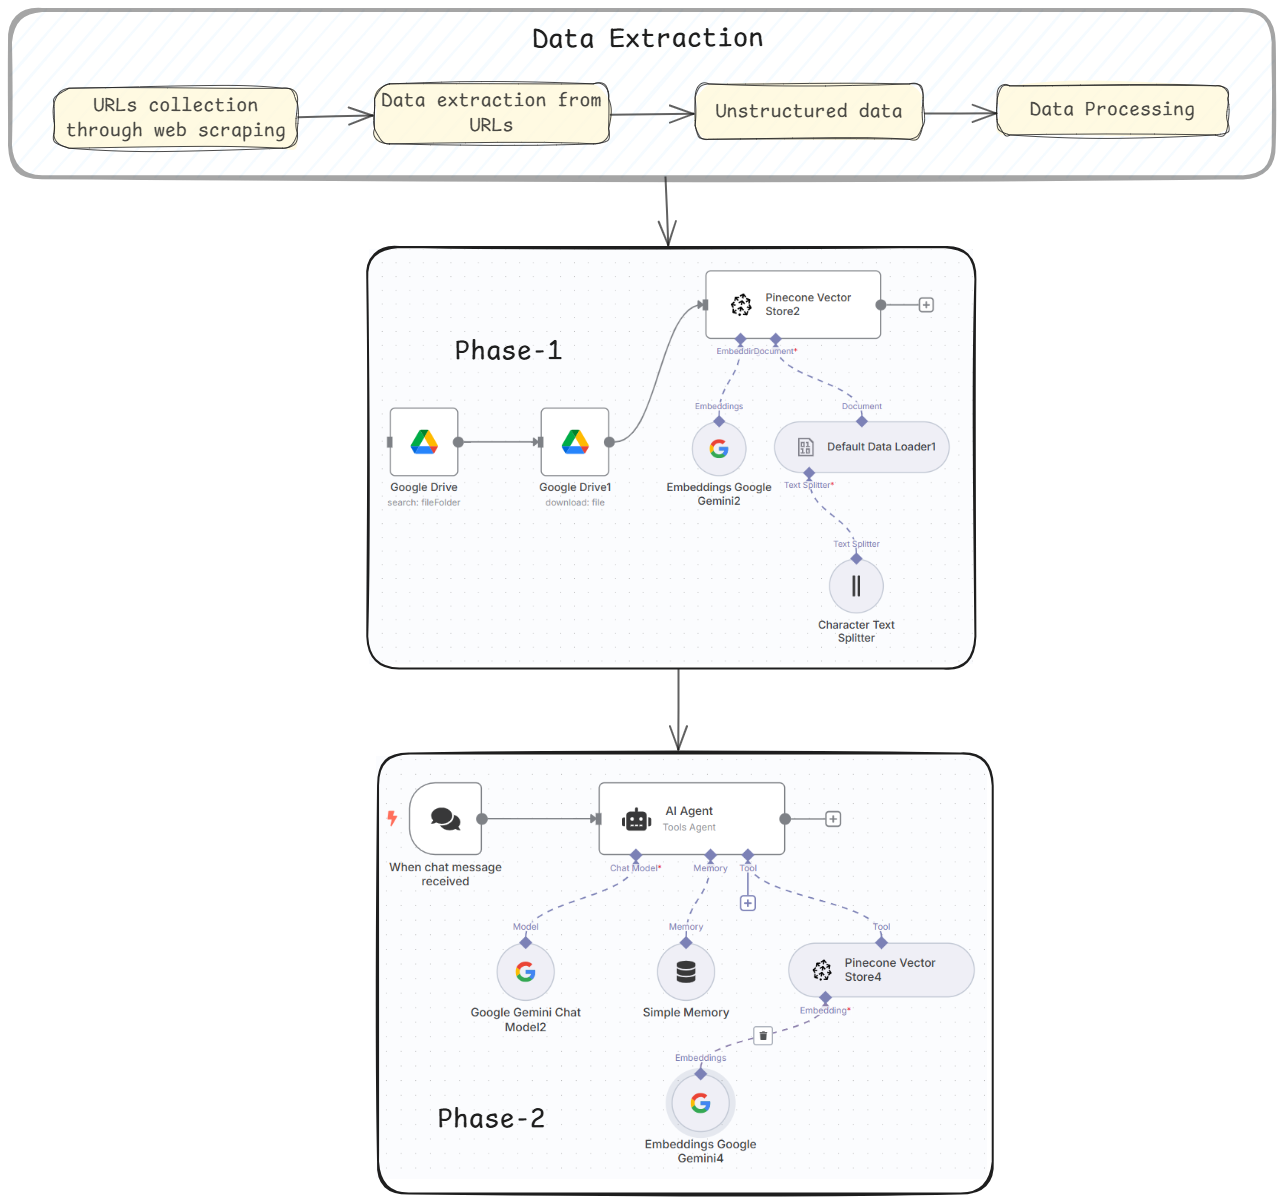 Data Extraction
URLs collection
through web scraping
Data extraction from
URLs
Unstructured data
Data Processing
Phase-1
Pinecone Vector
Store2
Document*
Embeddings
Document
Google Drive
search: fileFolder
Google Drive1
download: file
Embeddings Google
Gemini2
Default Data Loader1
Text Splitter*
Text Splitter
Character Text
Splitter
When chat message
received
AI Agent
Tools Agent
Chat Model*
Memory
Tool
Model
Memory
Tool
Google Gemini Chat
Model2
Simple Memory
Pinecone Vector
Store4
Embedding*
Embeddings
Embeddings Google
Gemini4
Phase-2